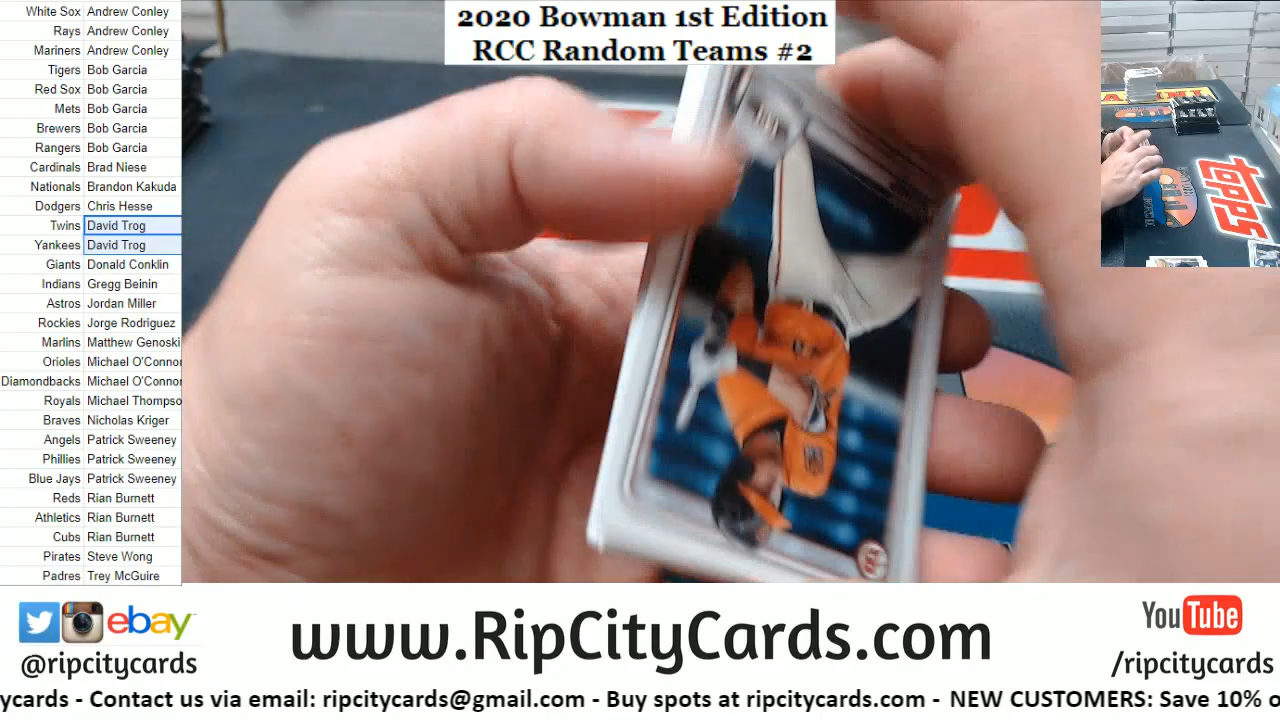 2020 Bowman 1st Edition
RCC Random Teams #2
White Sox Andrew Conley
Rays Andrew Conley
Mariners Andrew Conley
Tigers Bob Garcia
Red Sox Bob Garcia
Mets Bob Garcia
Brewers Bob Garcia
Rangers Bob Garcia
Cardinals Brad Niese
Nationals Brandon Kakuda
Dodgers Chris Hesse
Twins David Trog
Yankees David Trog
Giants Donald Conklin
Indians Gregg Beinin
Astros Jordan Miller
Rockies Jorge Rodriguez
Marlins Matthew Genoski
Orioles Michael O'Connor
Diamondbacks Michael O'Connor
Royals Michael Thompso
Braves Nicholas Kriger
Angels Patrick Sweeney
Phillies Patrick Sweeney
Blue Jays Patrick Sweeney
Reds Rian Burnett
Athletics Rian Burnett
Cubs Rian Burnett
Pirates Steve Wong
Padres Trey McGuire
PANINI
topps
ebay
@ripcitycards
www.RipCityCards.com
YouTube
/ripcitycards
ycards - Contact us via email: ripcitycards@gmail.com - Buy spots at ripcitycards.com - NEW CUSTOMERS: Save 10% o